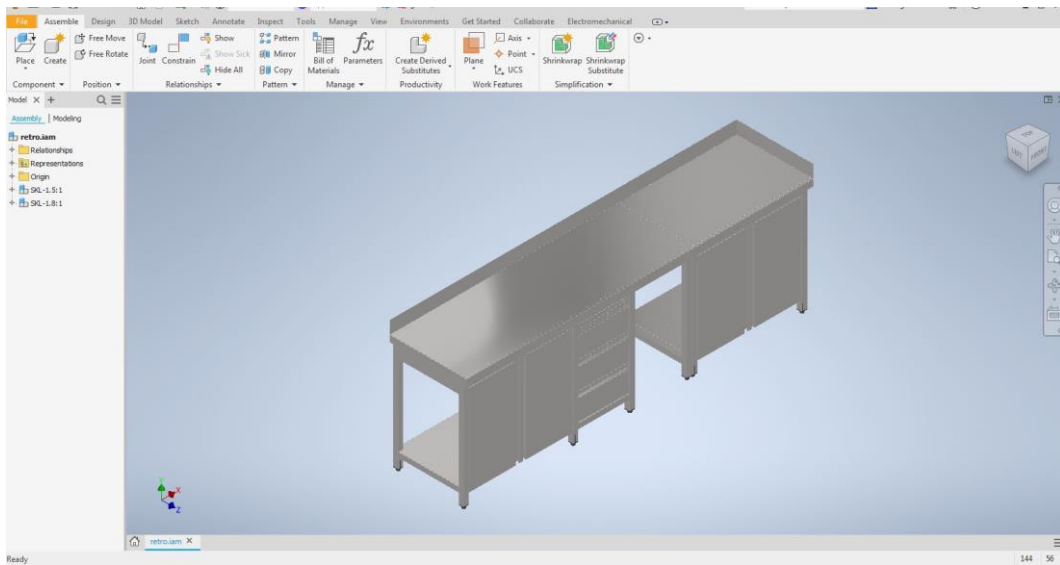 File Assemble Design 3D Model Sketch Annotate Inspect Tools Manage View Environments Get Started Collaborate Electromechanical
Place Create Free Move Free Rotate Joint Constrain Show Show Sick Hide All Pattern Mirror Copy Bill of Materials Parameters Create Derived Substitutes Plane Axis Point UCS Shrinkwrap Shrinkwrap Substitute
Component Position Relationships Pattern Manage Productivity Work Features Simplification
Model
Assembly | Modeling
retro.iam
Relationships
Representations
Origin
SKL-1.5:1
SKL-1.8:1
TOP
LEFT FRONT
Y X Z
retro.iam
Ready 144 56